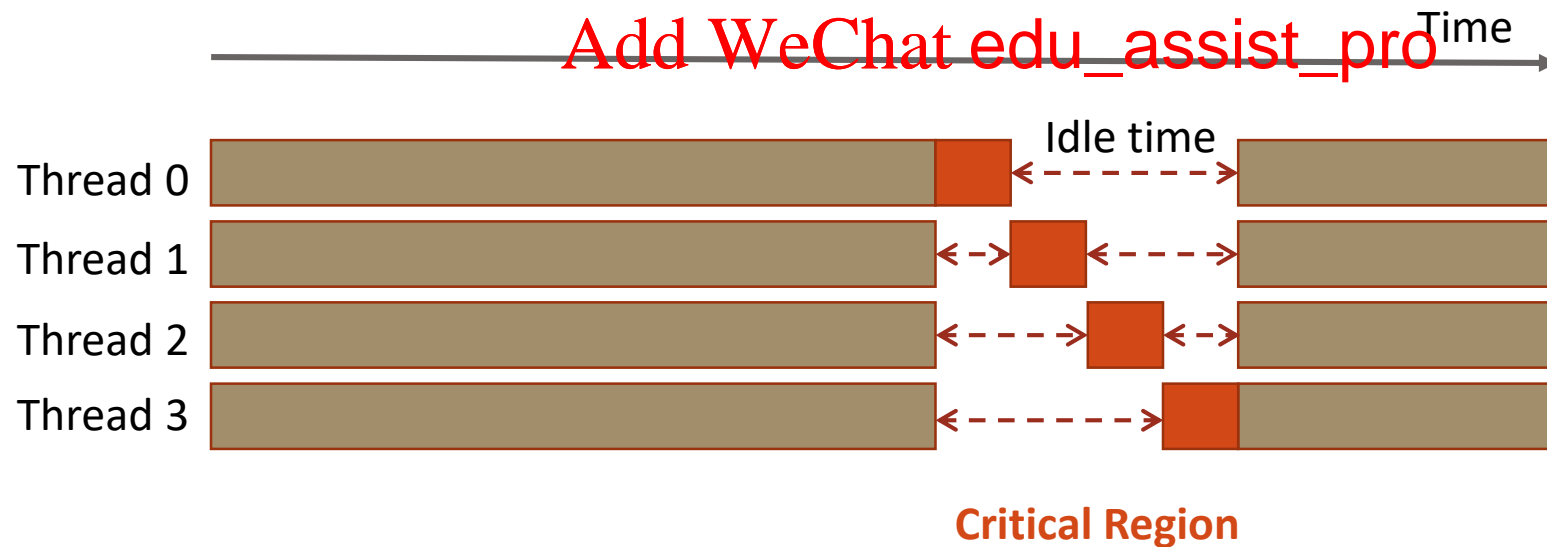 Add WeChat edu_assist_pro
Time
Idle time
Thread 0
Thread 1
Thread 2
Thread 3
Critical Region